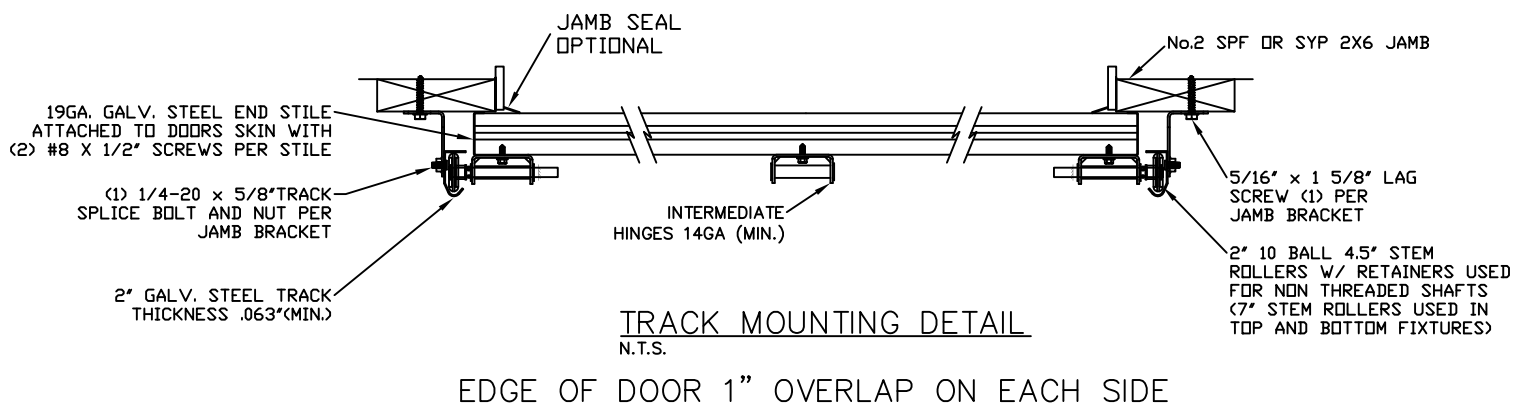 JAMB SEAL
OPTIONAL
No.2 SPF OR SYP 2X6 JAMB
19GA. GALV. STEEL END STILE
ATTACHED TO DOORS SKIN WITH
(2) #8 X 1/2" SCREWS PER STILE
(1) 1/4-20 x 5/8"TRACK
SPLICE BOLT AND NUT PER
JAMB BRACKET
2" GALV. STEEL TRACK
THICKNESS .063"(MIN.)
INTERMEDIATE
HINGES 14GA (MIN.)
5/16" x 1 5/8" LAG
SCREW (1) PER
JAMB BRACKET
2" 10 BALL 4.5" STEM
ROLLERS W/ RETAINERS USED
FOR NON THREADED SHAFTS
(7" STEM ROLLERS USED IN
TOP AND BOTTOM FIXTURES)
TRACK MOUNTING DETAIL
N.T.S.
EDGE OF DOOR 1" OVERLAP ON EACH SIDE